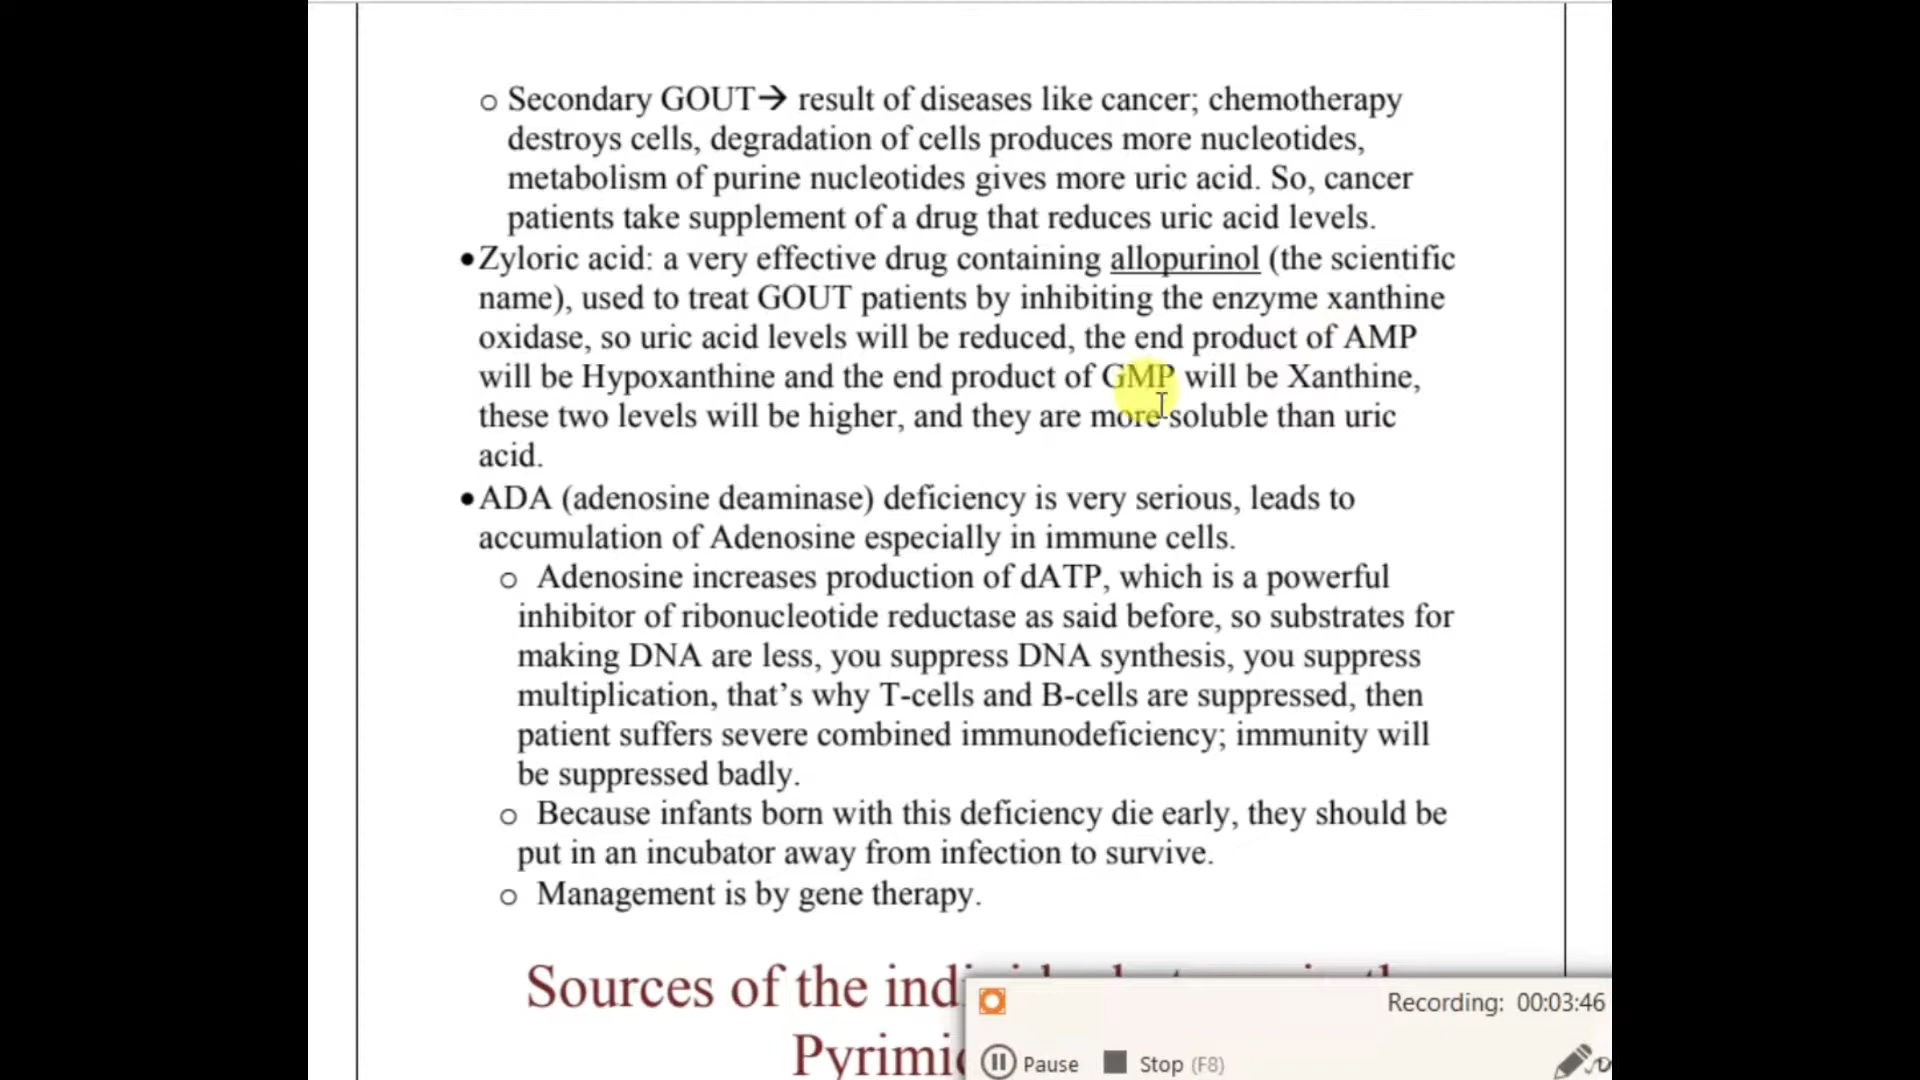 o Secondary GOUT→ result of diseases like cancer; chemotherapy
destroys cells, degradation of cells produces more nucleotides,
metabolism of purine nucleotides gives more uric acid. So, cancer
patients take supplement of a drug that reduces uric acid levels.
•Zyloric acid: a very effective drug containing allopurinol (the scientific
name), used to treat GOUT patients by inhibiting the enzyme xanthine
oxidase, so uric acid levels will be reduced, the end product of AMP
will be Hypoxanthine and the end product of GMP will be Xanthine,
these two levels will be higher, and they are more soluble than uric
acid.
•ADA (adenosine deaminase) deficiency is very serious, leads to
accumulation of Adenosine especially in immune cells.
o Adenosine increases production of dATP, which is a powerful
inhibitor of ribonucleotide reductase as said before, so substrates for
making DNA are less, you suppress DNA synthesis, you suppress
multiplication, that’s why T-cells and B-cells are suppressed, then
patient suffers severe combined immunodeficiency; immunity will
be suppressed badly.
o Because infants born with this deficiency die early, they should be
put in an incubator away from infection to survive.
o Management is by gene therapy.
Sources of the
Recording: 00:03:46
Pause Stop (F8)